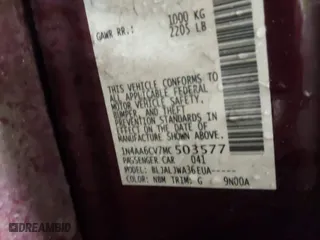 1000 KG
GAWR RR.: 2205 LB
THIS VEHICLE CONFORMS TO
ALL APPLICABLE FEDERAL
MOTOR VEHICLE SAFETY,
BUMPER, AND THEFT
PREVENTION STANDARDS IN
EFFECT ON THE DATE OF
MANUFACTURE SHOWN ABOVE.
1N4AA6CV7MC503577
PASSENGER CAR 041
MODEL: BLJALJWA36EUA-----
COLOR: NBM TRIM: G 9N00A
DREAMBID